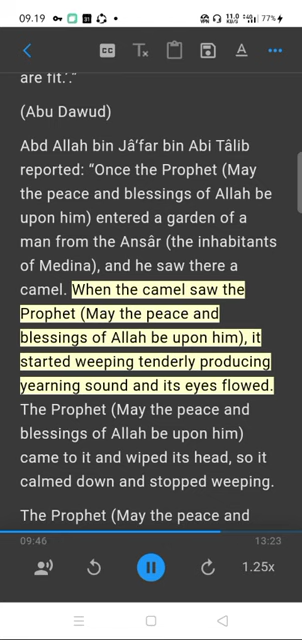 09.19
11.0
KB/S
4G
77%
CC
are fit.'.”
(Abu Dawud)
Abd Allah bin Jâ‘far bin Abi Tâlib
reported: “Once the Prophet (May
the peace and blessings of Allah be
upon him) entered a garden of a
man from the Ansâr (the inhabitants
of Medina), and he saw there a
camel. When the camel saw the
Prophet (May the peace and
blessings of Allah be upon him), it
started weeping tenderly producing
yearning sound and its eyes flowed.
The Prophet (May the peace and
blessings of Allah be upon him)
came to it and wiped its head, so it
calmed down and stopped weeping.
The Prophet (May the peace and
09:46
13:23
1.25x